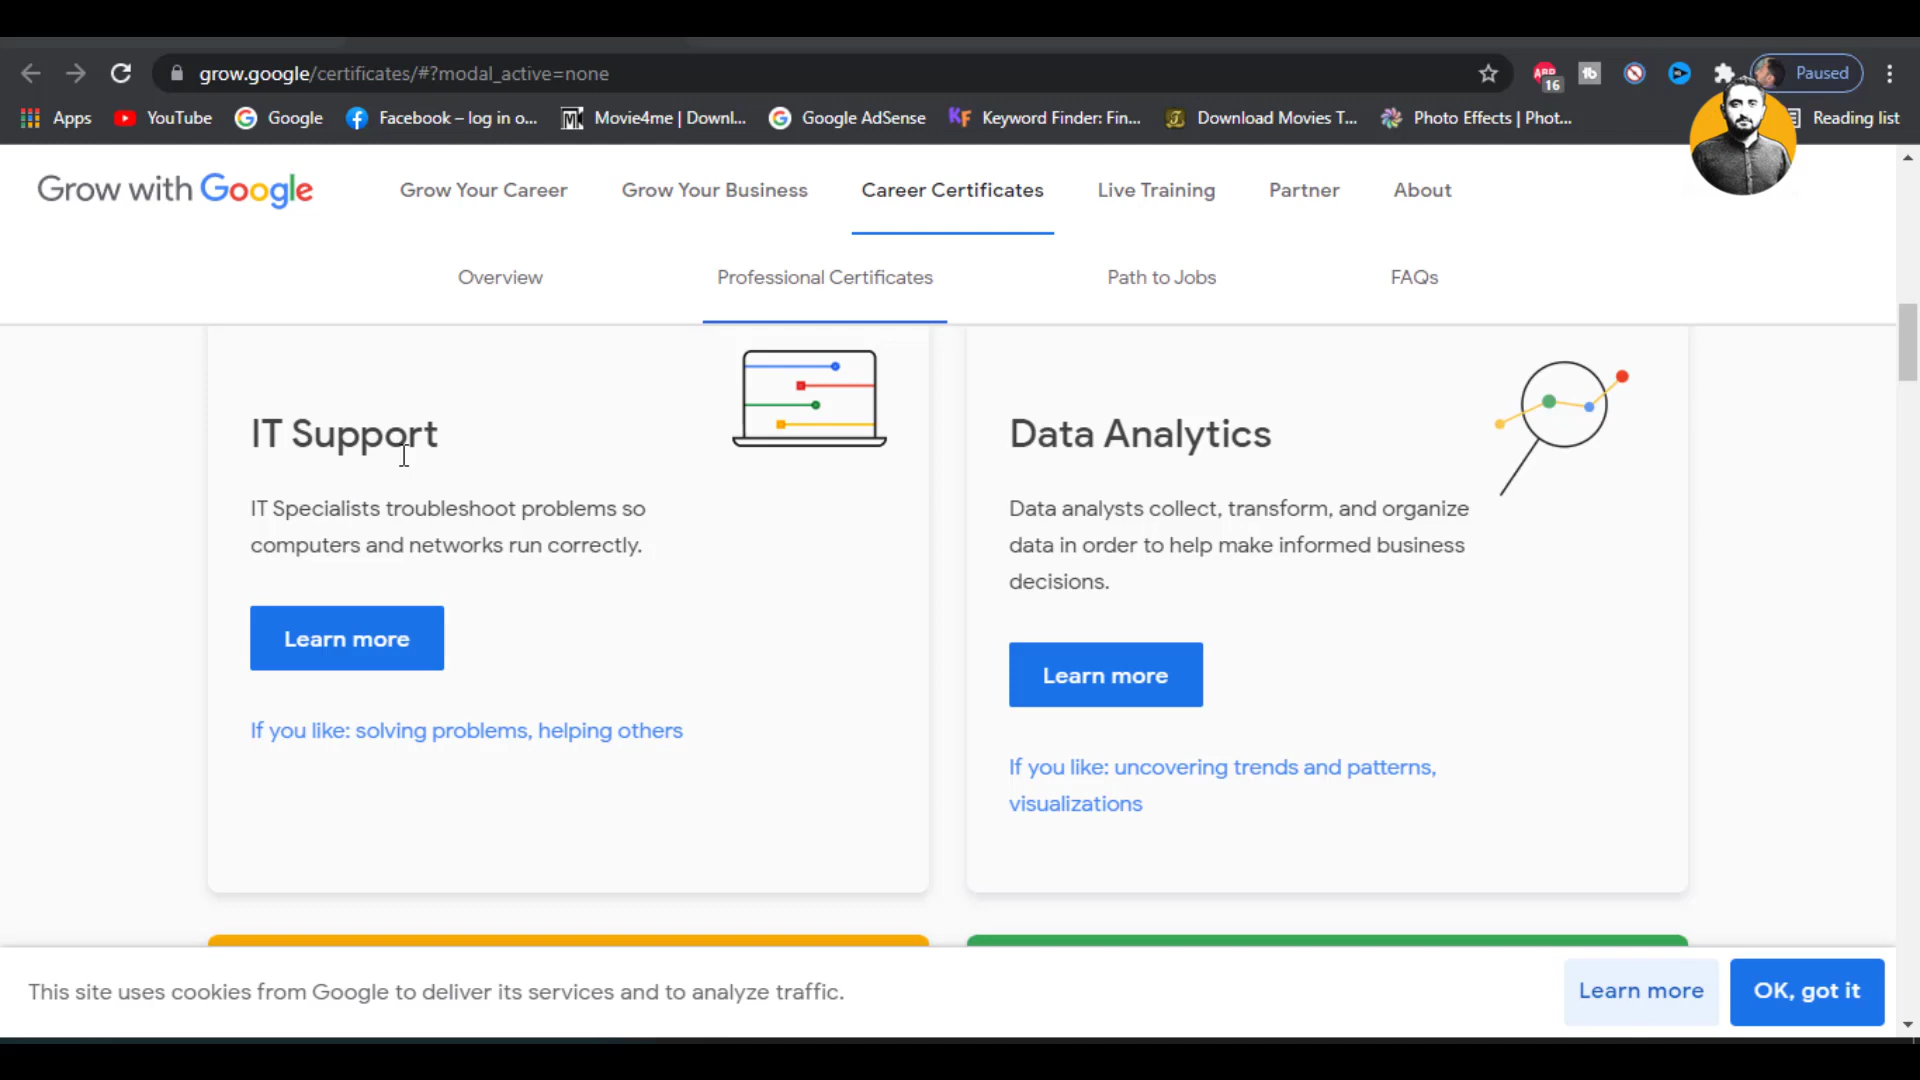 grow.google/certificates/#?modal_active=none
ABP
16
tb
Paused
Apps
YouTube
Google
Facebook – log in o...
Movie4me | Downl...
Google AdSense
KF
Keyword Finder: Fin...
Download Movies T...
Photo Effects | Phot...
Reading list
Grow with Google
Grow Your Career
Grow Your Business
Career Certificates
Live Training
Partner
About
Overview
Professional Certificates
Path to Jobs
FAQs
IT Support
IT Specialists troubleshoot problems so
computers and networks run correctly.
Learn more
If you like: solving problems, helping others
Data Analytics
Data analysts collect, transform, and organize
data in order to help make informed business
decisions.
Learn more
If you like: uncovering trends and patterns,
visualizations
This site uses cookies from Google to deliver its services and to analyze traffic.
Learn more
OK, got it